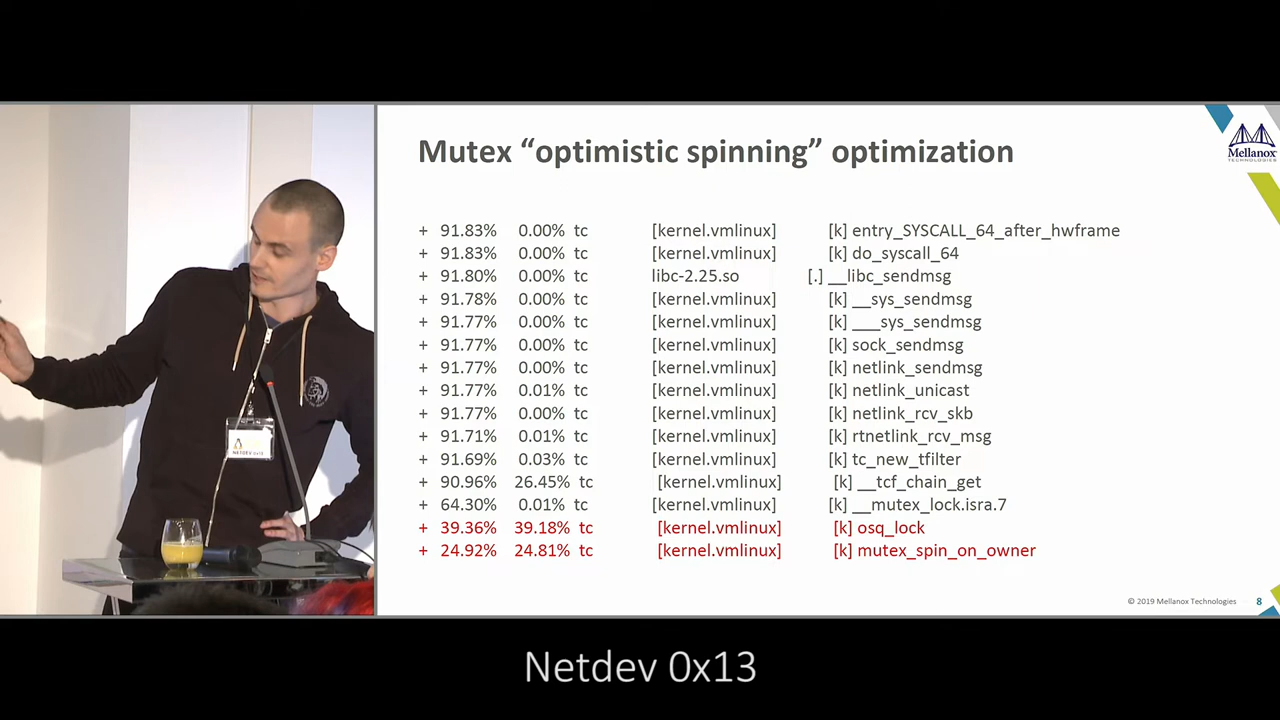 Mutex “optimistic spinning” optimization
Mellanox
TECHNOLOGIES
+ 91.83% 0.00% tc [kernel.vmlinux] [k] entry_SYSCALL_64_after_hwframe
+ 91.83% 0.00% tc [kernel.vmlinux] [k] do_syscall_64
+ 91.80% 0.00% tc libc-2.25.so [.] __libc_sendmsg
+ 91.78% 0.00% tc [kernel.vmlinux] [k] __sys_sendmsg
+ 91.77% 0.00% tc [kernel.vmlinux] [k] ___sys_sendmsg
+ 91.77% 0.00% tc [kernel.vmlinux] [k] sock_sendmsg
+ 91.77% 0.00% tc [kernel.vmlinux] [k] netlink_sendmsg
+ 91.77% 0.01% tc [kernel.vmlinux] [k] netlink_unicast
+ 91.77% 0.00% tc [kernel.vmlinux] [k] netlink_rcv_skb
+ 91.71% 0.01% tc [kernel.vmlinux] [k] rtnetlink_rcv_msg
+ 91.69% 0.03% tc [kernel.vmlinux] [k] tc_new_tfilter
+ 90.96% 26.45% tc [kernel.vmlinux] [k] __tcf_chain_get
+ 64.30% 0.01% tc [kernel.vmlinux] [k] __mutex_lock.isra.7
+ 39.36% 39.18% tc [kernel.vmlinux] [k] osq_lock
+ 24.92% 24.81% tc [kernel.vmlinux] [k] mutex_spin_on_owner
NETDEV 0x13
© 2019 Mellanox Technologies 8
Netdev 0x13